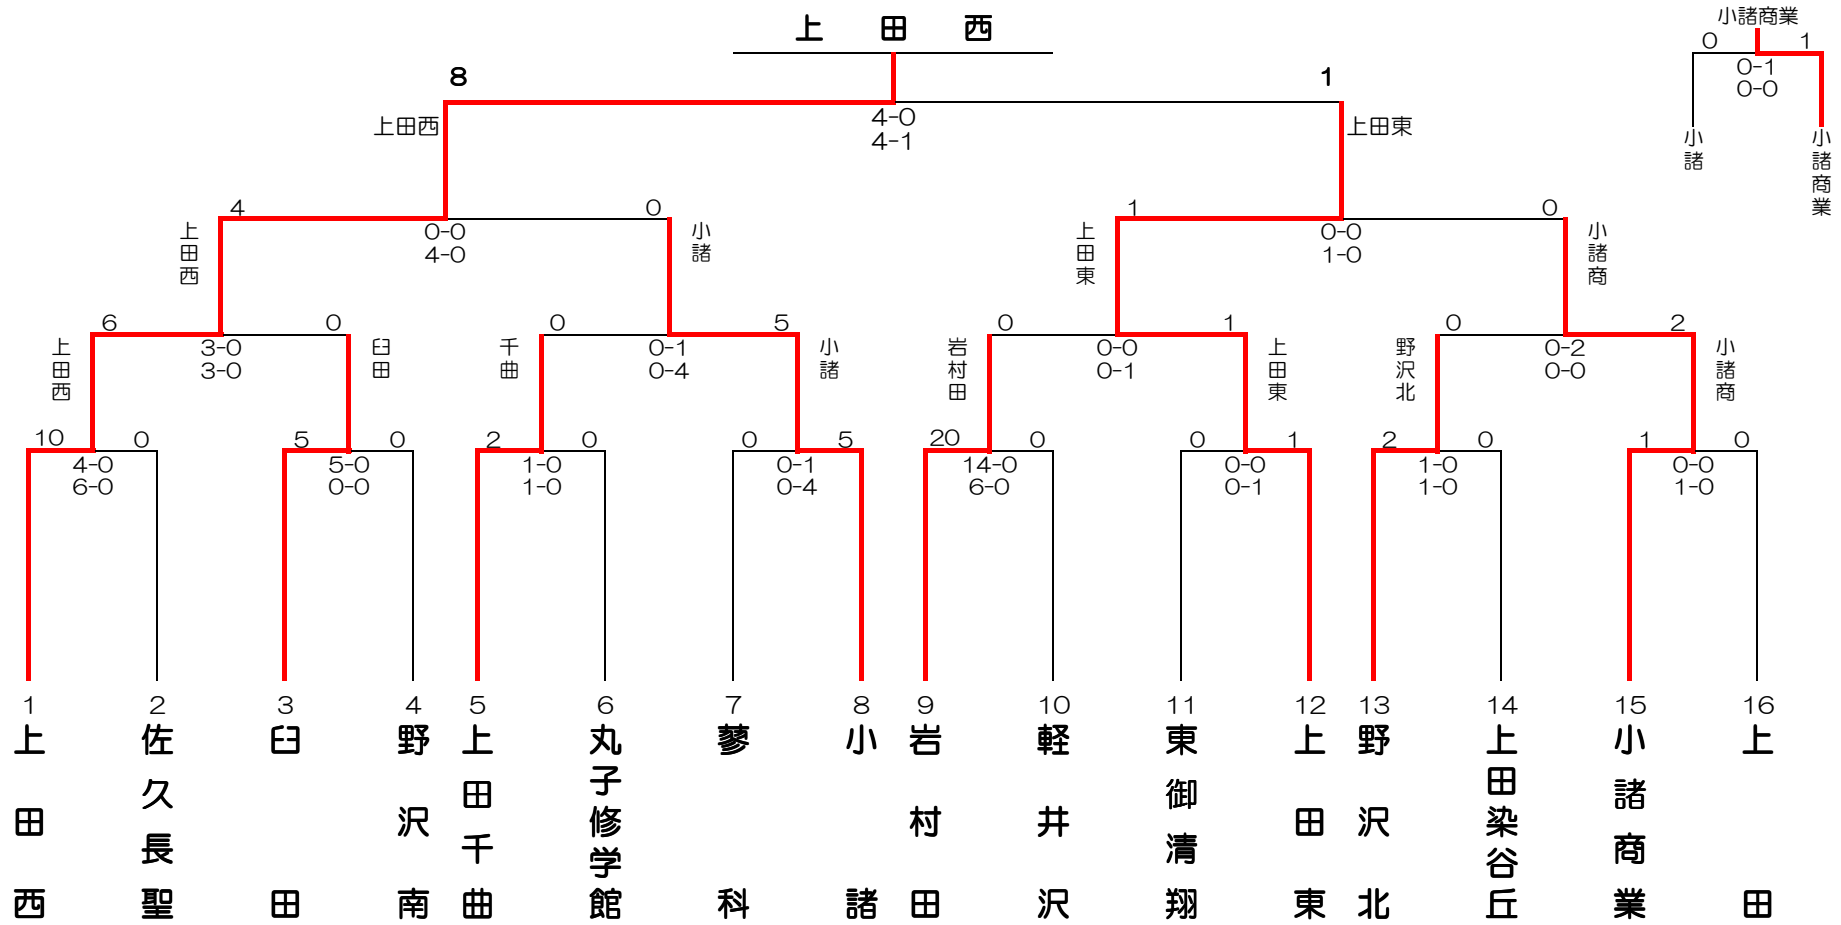 上田西
小諸商業
0 1
0-1
0-0
小諸
小諸商業
8 1
4-0
4-1
上田西
上田東
4 0
0-0
4-0
上田西
小諸
1 0
0-0
1-0
上田東
小諸商
6 0
3-0
3-0
上田西
臼田
0 5
0-1
0-4
千曲
小諸
0 1
0-0
0-1
岩村田
上田東
0 2
0-2
0-0
野沢北
小諸商
10 0
4-0
6-0
5 0
5-0
0-0
2 0
1-0
1-0
0 5
0-1
0-4
20 0
14-0
6-0
0 1
0-0
0-1
2 0
1-0
1-0
1 0
0-0
1-0
1 上田西
2 佐久長聖
3 臼田
4 野沢南
5 上田千曲
6 丸子修学館
7 蓼科
8 小諸
9 岩村田
10 軽井沢
11 東御清翔
12 上田東
13 野沢北
14 上田染谷丘
15 小諸商業
16 上田